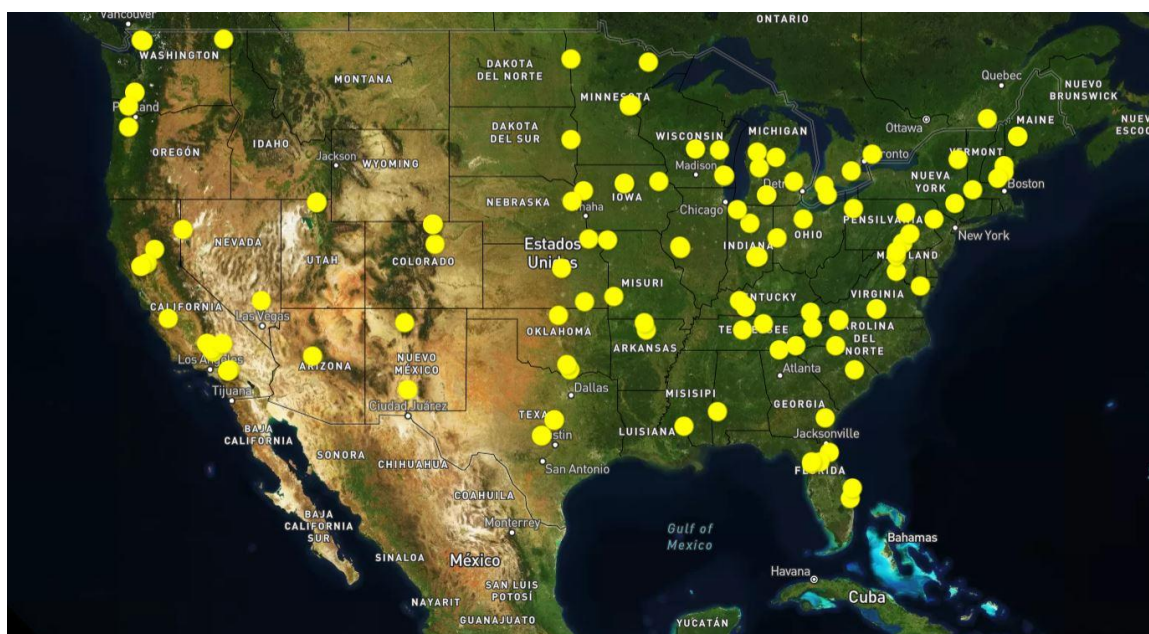 Vancouver
ONTARIO
WASHINGTON
MONTANA
DAKOTA
DEL NORTE
MINNESOTA
Quebec
NUEVO
BRUNSWICK
MAINE
Ottawa
OREGÓN
IDAHO
Jackson
WYOMING
DAKOTA
DEL SUR
WISCONSIN
Madison
MICHIGAN
VERMONT
NUEVA
YORK
Boston
NEBRASKA
IOWA
Chicago
NEVADA
UTAH
COLORADO
Estados
Unidos
INDIANA
OHIO
PENSILVANIA
New York
MISURI
CALIFORNIA
Las Vegas
VIRGINIA
OKLAHOMA
ARKANSAS
CAROLINA
DEL
NORTE
Los Angeles
ARIZONA
NUEVO
MÉXICO
Dallas
MISISIPI
Atlanta
GEORGIA
Tijuana
Ciudad Juárez
BAJA
CALIFORNIA
SONORA
CHIHUAHUA
LUISIANA
Jacksonville
FLORIDA
San Antonio
COAHUILA
BAJA
CALIFORNIA
SUR
Monterrey
Gulf of
Mexico
Bahamas
SINALOA
México
Havana
Cuba
SAN LUIS
POTOSÍ
NAYARIT
GUANAJUATO
YUCATÁN